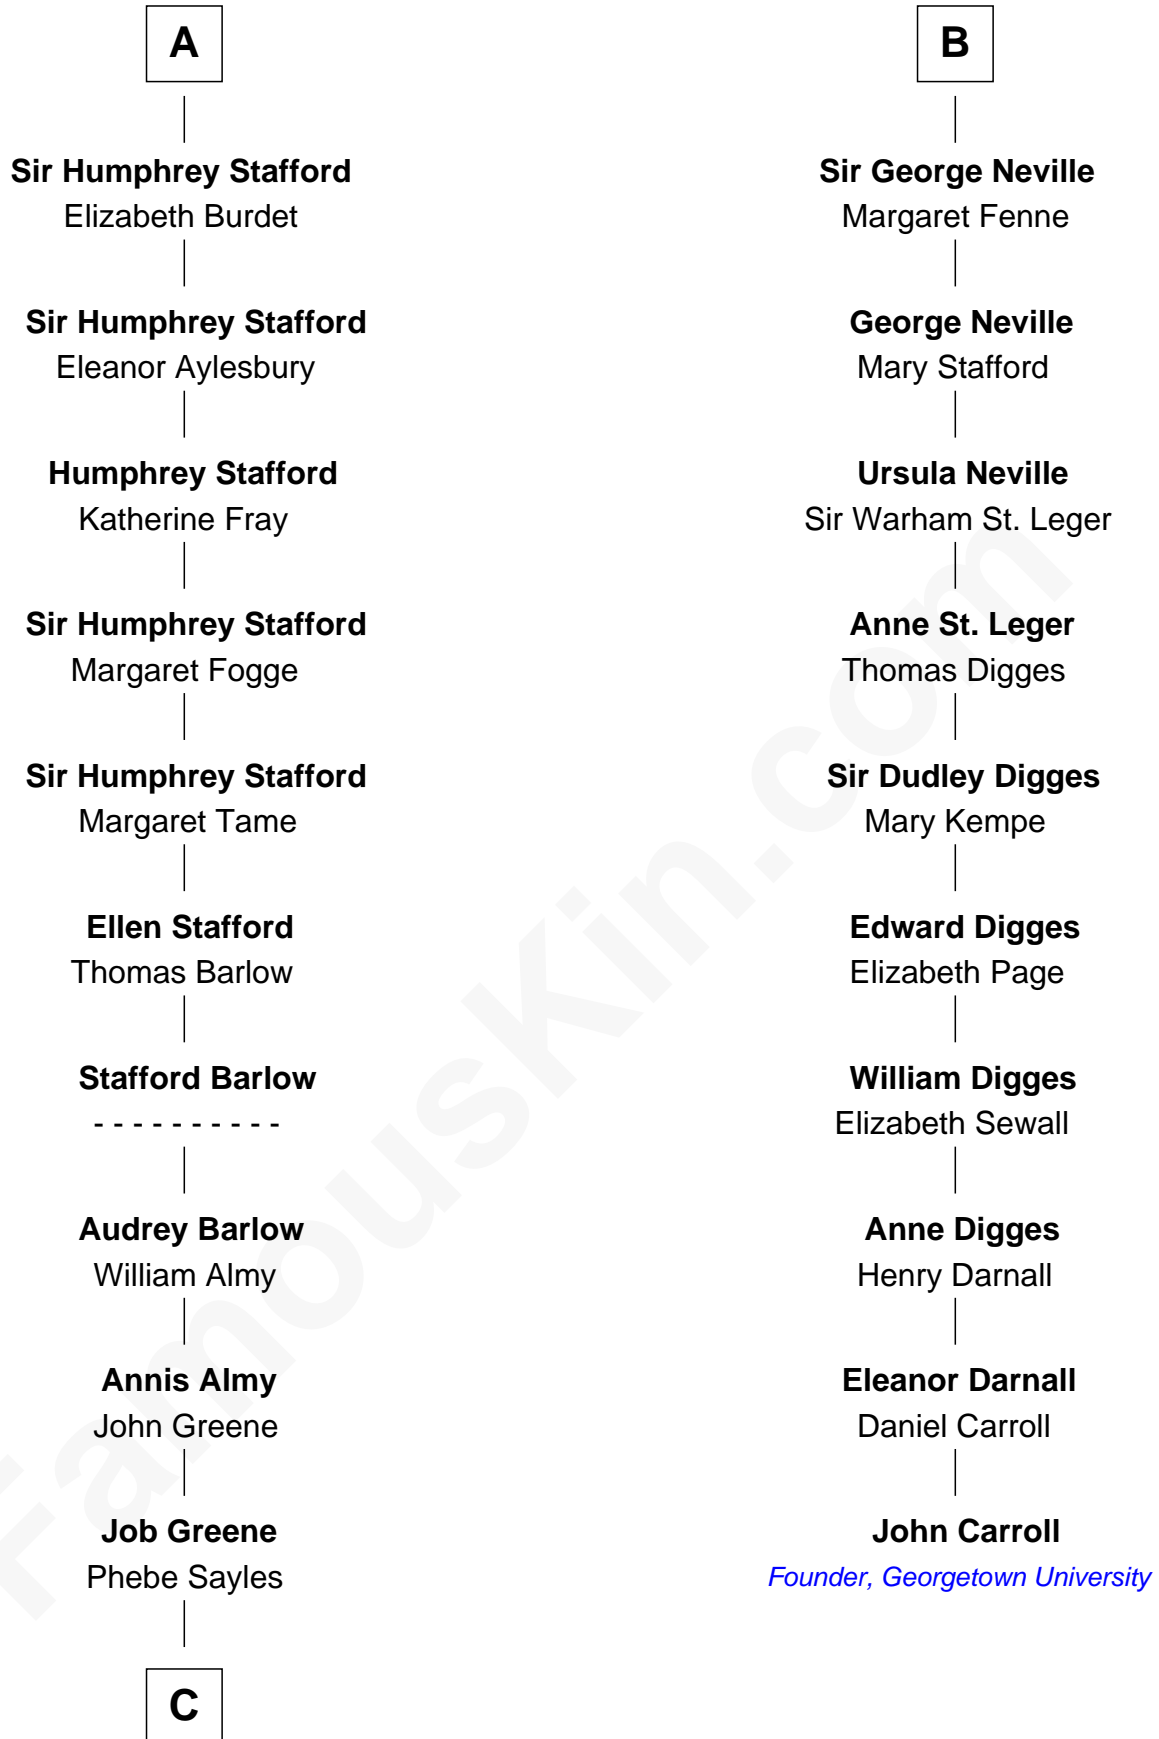 A
Sir Humphrey Stafford
Elizabeth Burdet
Sir Humphrey Stafford
Eleanor Aylesbury
Humphrey Stafford
Katherine Fray
Sir Humphrey Stafford
Margaret Fogge
Sir Humphrey Stafford
Margaret Tame
Ellen Stafford
Thomas Barlow
Stafford Barlow
- - - - - - - - - -
Audrey Barlow
William Almy
Annis Almy
John Greene
Job Greene
Phebe Sayles
C
B
Sir George Neville
Margaret Fenne
George Neville
Mary Stafford
Ursula Neville
Sir Warham St. Leger
Anne St. Leger
Thomas Digges
Sir Dudley Digges
Mary Kempe
Edward Digges
Elizabeth Page
William Digges
Elizabeth Sewall
Anne Digges
Henry Darnall
Eleanor Darnall
Daniel Carroll
John Carroll
Founder, Georgetown University
FamousKin.com